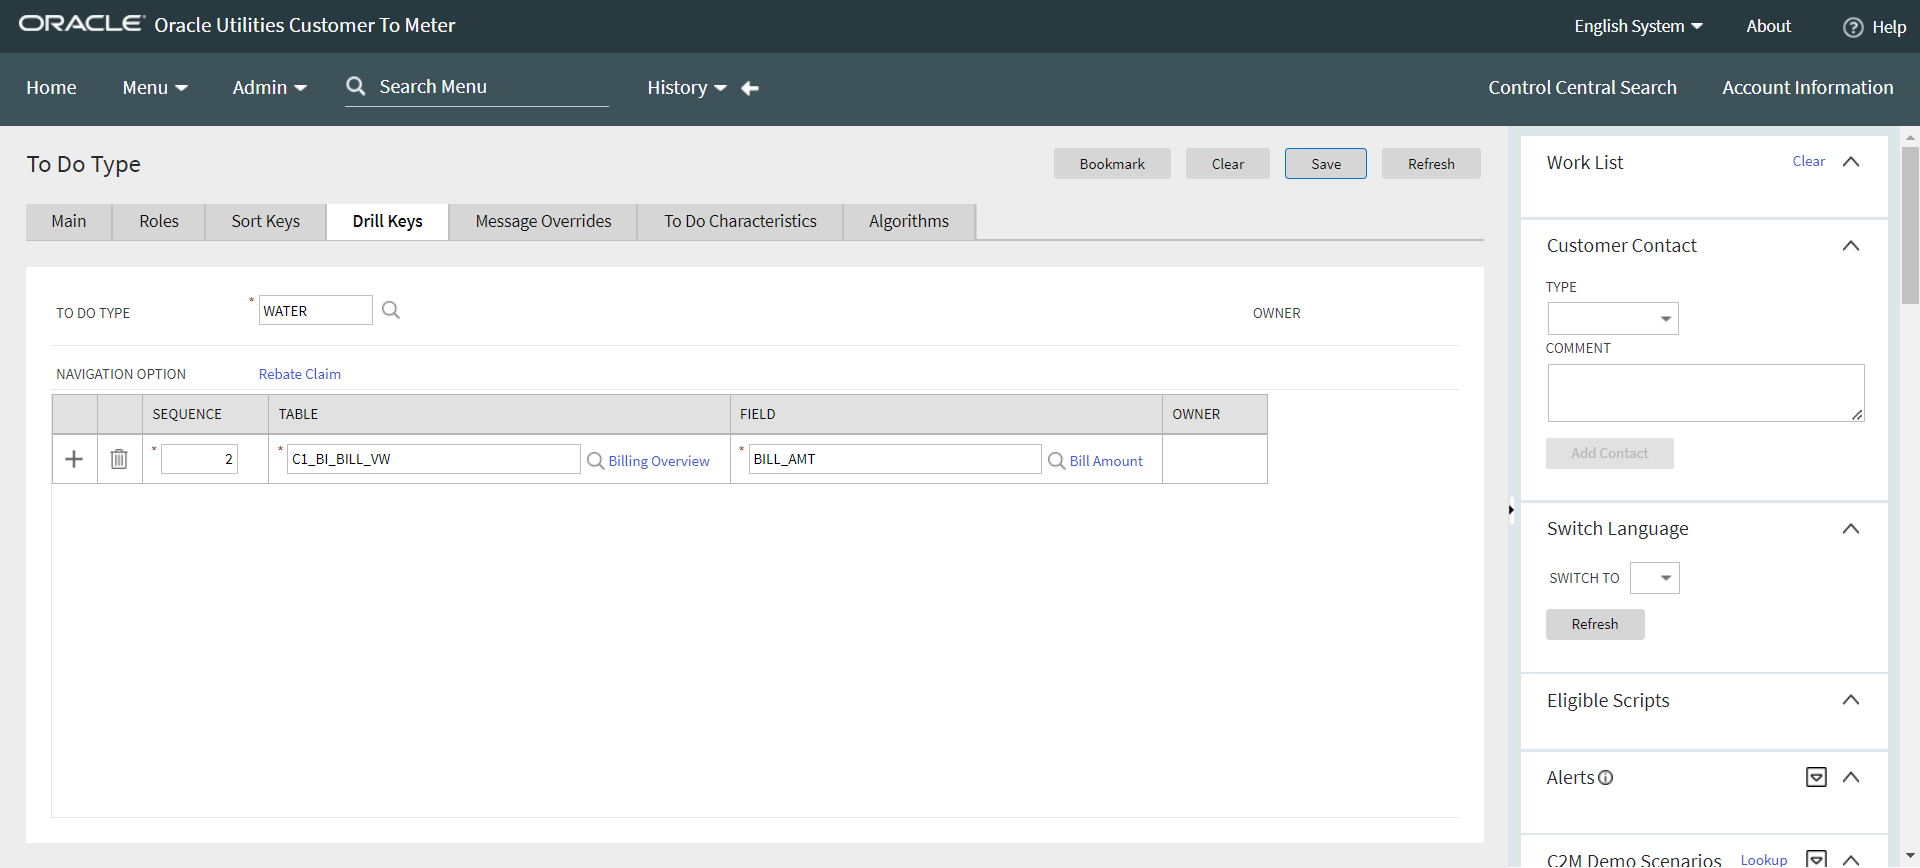 ORACLE Oracle Utilities Customer To Meter
English System About Help
Home Menu Admin Search Menu History Control Central Search Account Information
To Do Type
Bookmark Clear Save Refresh
Main Roles Sort Keys Drill Keys Message Overrides To Do Characteristics Algorithms
TO DO TYPE * WATER OWNER
NAVIGATION OPTION Rebate Claim
SEQUENCE TABLE FIELD OWNER
* 2 * C1_BI_BILL_VW Billing Overview * BILL_AMT Bill Amount
Work List Clear
Customer Contact
TYPE
COMMENT
Add Contact
Switch Language
SWITCH TO
Refresh
Eligible Scripts
Alerts
C2M Demo Scenarios Lookup